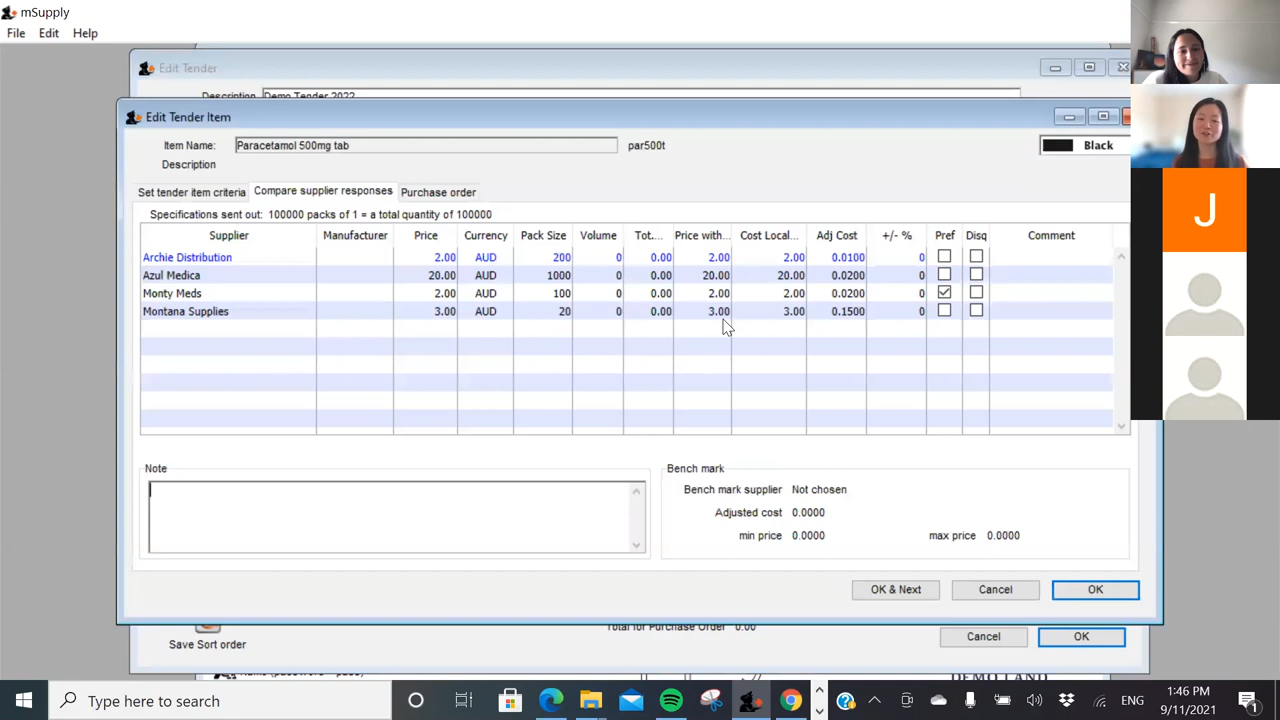 mSupply
File Edit Help
Edit Tender
Description Demo Tender 2022
Edit Tender Item
Item Name: Paracetamol 500mg tab par500t Black
Description
Set tender item criteria Compare supplier responses Purchase order
Specifications sent out: 100000 packs of 1 = a total quantity of 100000
Supplier Manufacturer Price Currency Pack Size Volume Tot.... Price with... Cost Local... Adj Cost +/- % Pref Disq Comment
Archie Distribution 2.00 AUD 200 0 0.00 2.00 2.00 0.0100 0
Azul Medica 20.00 AUD 1000 0 0.00 20.00 20.00 0.0200 0
Monty Meds 2.00 AUD 100 0 0.00 2.00 2.00 0.0200 0
Montana Supplies 3.00 AUD 20 0 0.00 3.00 3.00 0.1500 0
Note
Bench mark
Bench mark supplier Not chosen
Adjusted cost 0.0000
min price 0.0000 max price 0.0000
OK & Next Cancel OK
Total for Purchase Order 0.00
Save Sort order Cancel OK
Name (password = pass) DEMO LAND
J
Type here to search
ENG
1:46 PM
9/11/2021
1